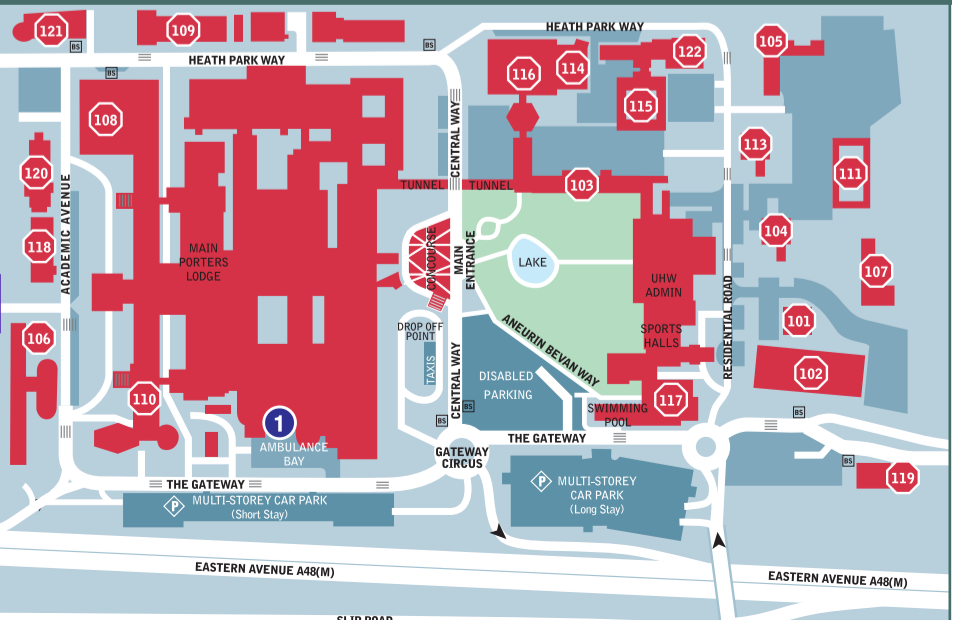 121
BS
109
BS
HEATH PARK WAY
HEATH PARK WAY
BS
108
116
114
122
115
105
113
111
120
118
ACADEMIC AVENUE
CENTRAL WAY
TUNNEL
TUNNEL
103
104
107
MAIN
PORTERS
LODGE
CONCOURSE
MAIN
ENTRANCE
LAKE
UHW
ADMIN
RESIDENTIAL ROAD
101
102
106
110
DROP OFF
POINT
TAXIS
CENTRAL WAY
ANEURIN BEVAN WAY
SPORTS
HALLS
DISABLED
PARKING
117
SWIMMING
POOL
1
AMBULANCE
BAY
BS
BS
BS
BS
THE GATEWAY
GATEWAY
CIRCUS
THE GATEWAY
P
MULTI-STOREY CAR PARK
(Short Stay)
P
MULTI-STOREY
CAR PARK
(Long Stay)
119
EASTERN AVENUE A48(M)
EASTERN AVENUE A48(M)
SLIP ROAD